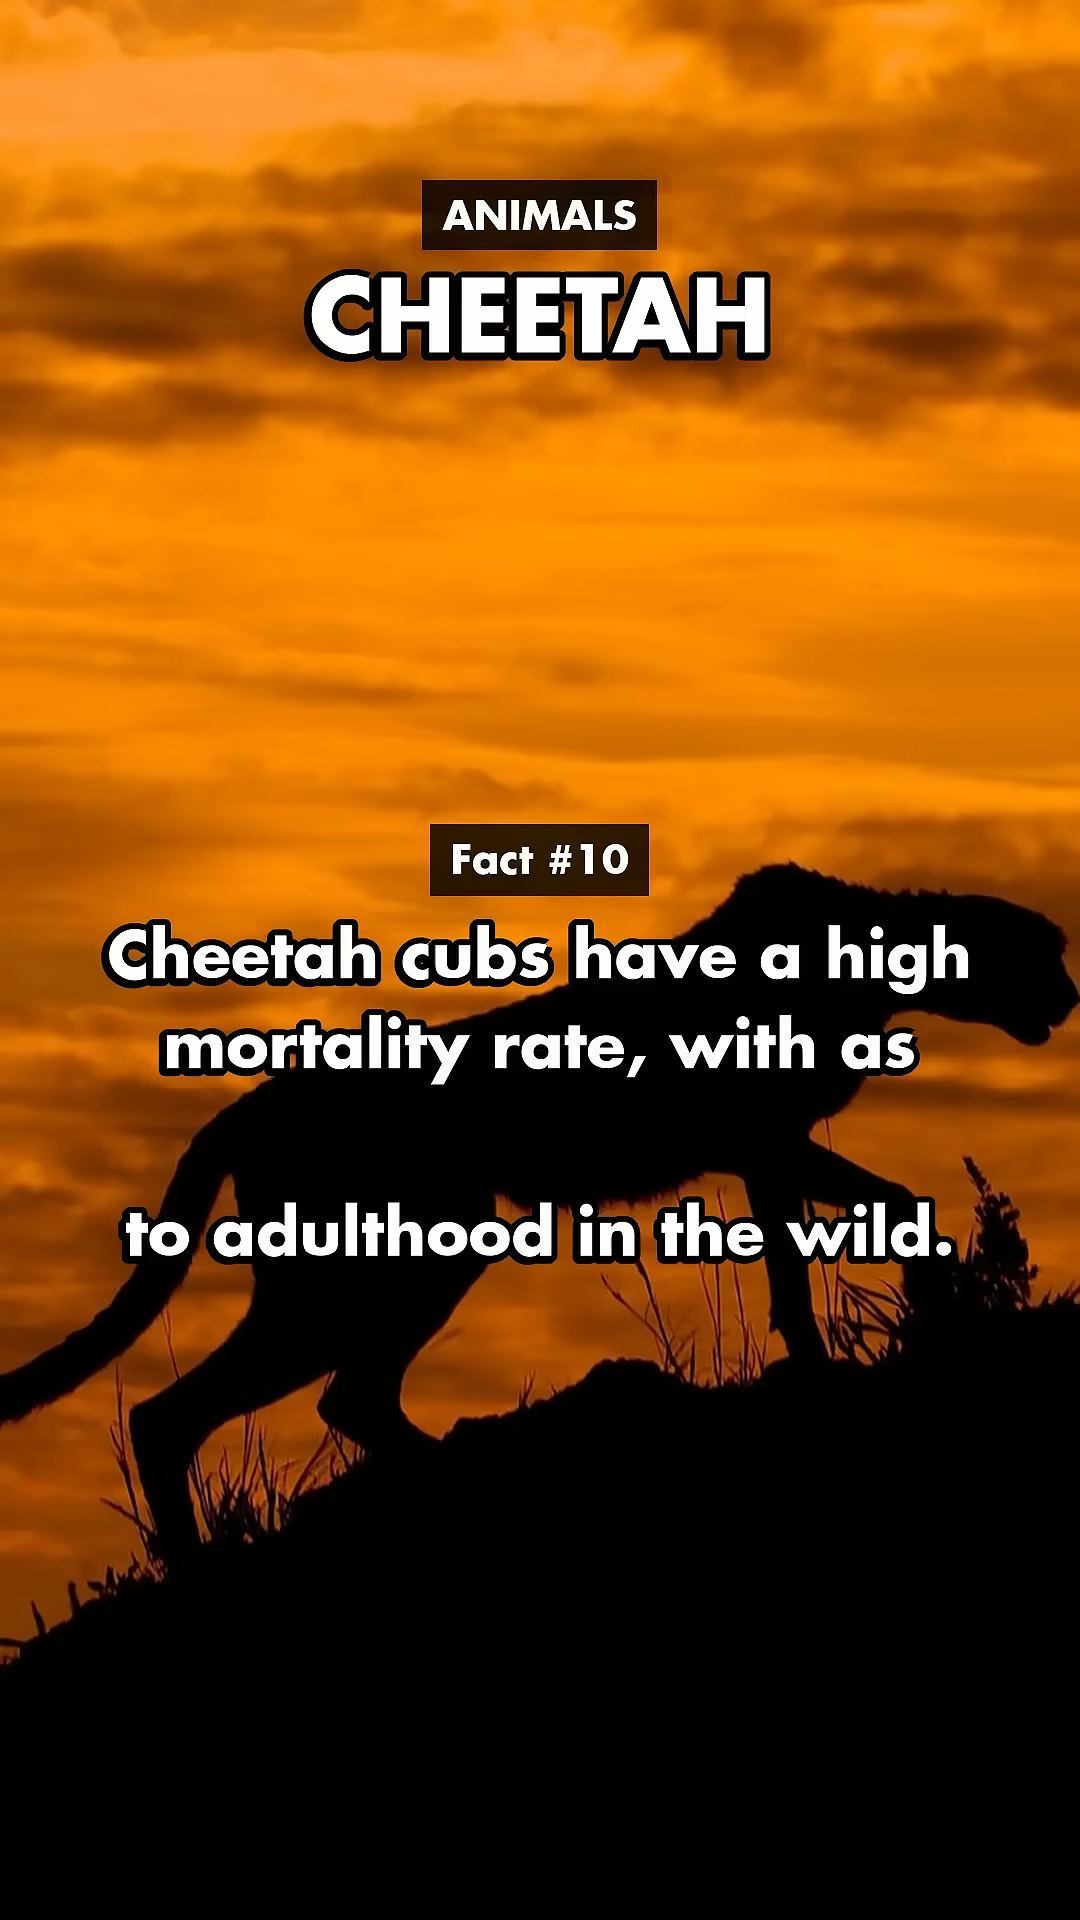 ANIMALS
CHEETAH
Fact #10
Cheetah cubs have a high
mortality rate, with as
to adulthood in the wild.